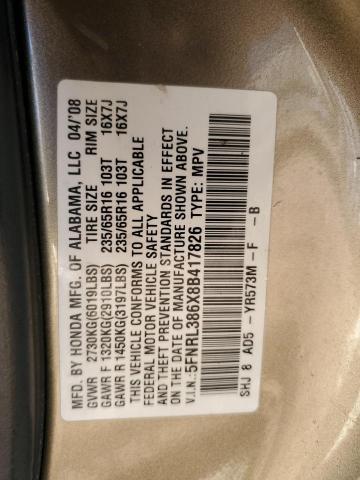 MFD. BY HONDA MFG. OF ALABAMA, LLC 04/'08
GVWR 2730KG(6019LBS) TIRE SIZE RIM SIZE
GAWR F 1320KG(2910LBS) 235/65R16 103T 16X7J
GAWR R 1450KG(3197LBS) 235/65R16 103T 16X7J
THIS VEHICLE CONFORMS TO ALL APPLICABLE
FEDERAL MOTOR VEHICLE SAFETY
AND THEFT PREVENTION STANDARDS IN EFFECT
ON THE DATE OF MANUFACTURE SHOWN ABOVE.
V.I.N.:5FNRL386X8B417826 TYPE: MPV
SHJ 8 AD5 - YR573M - F - B